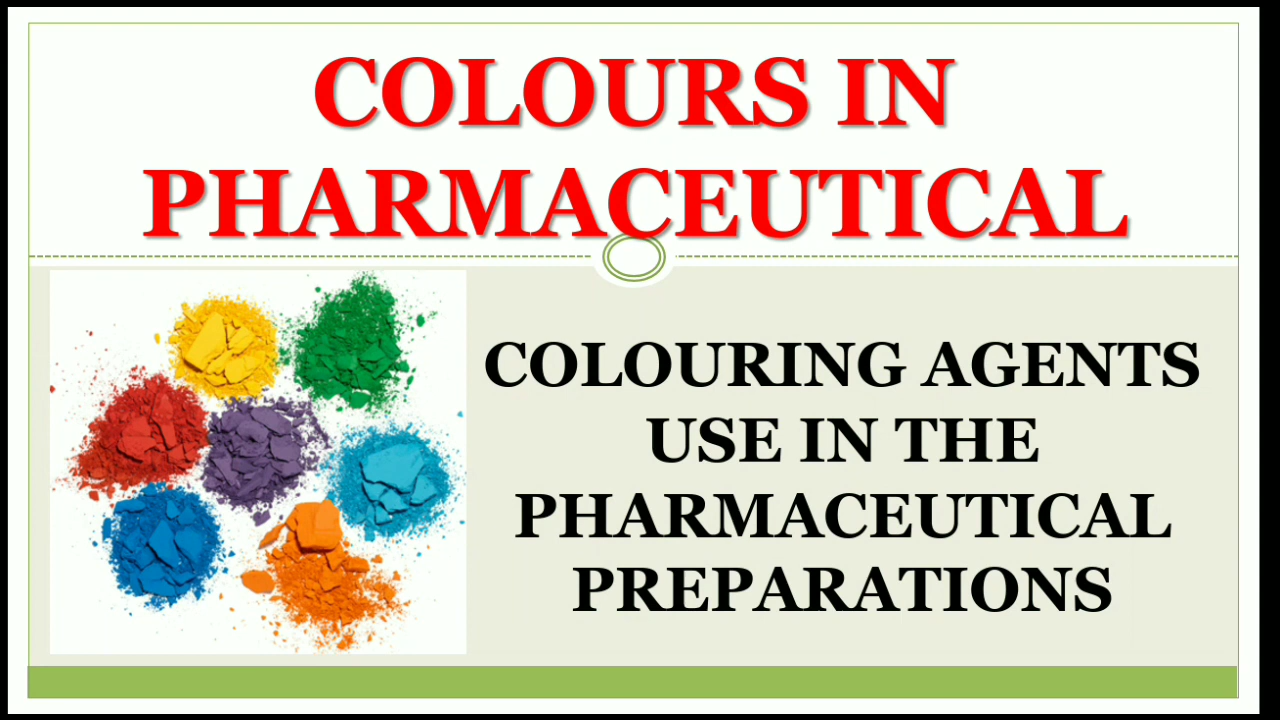 COLOURS IN
PHARMACEUTICAL
COLOURING AGENTS
USE IN THE
PHARMACEUTICAL
PREPARATIONS